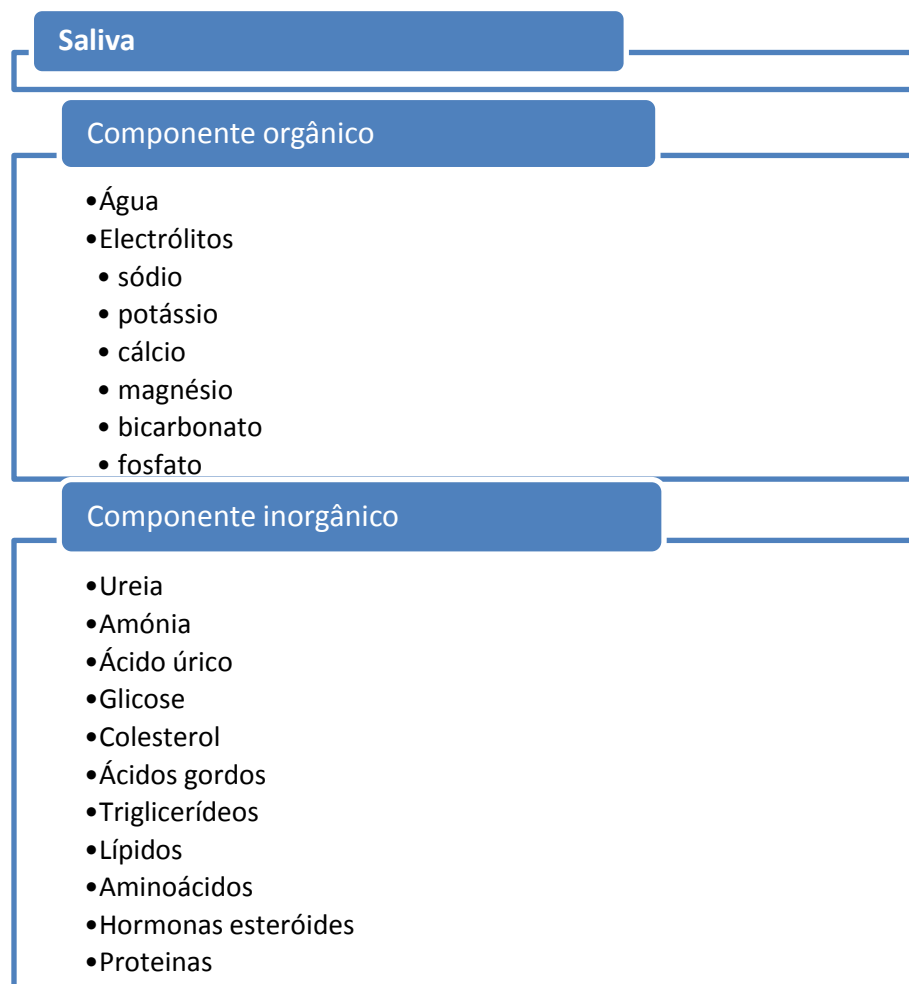 Saliva
Componente orgânico
•Água
•Electrólitos
• sódio
• potássio
• cálcio
• magnésio
• bicarbonato
• fosfato
Componente inorgânico
•Ureia
•Amónia
•Ácido úrico
•Glicose
•Colesterol
•Ácidos gordos
•Triglicerídeos
•Lípidos
•Aminoácidos
•Hormonas esteróides
•Proteinas